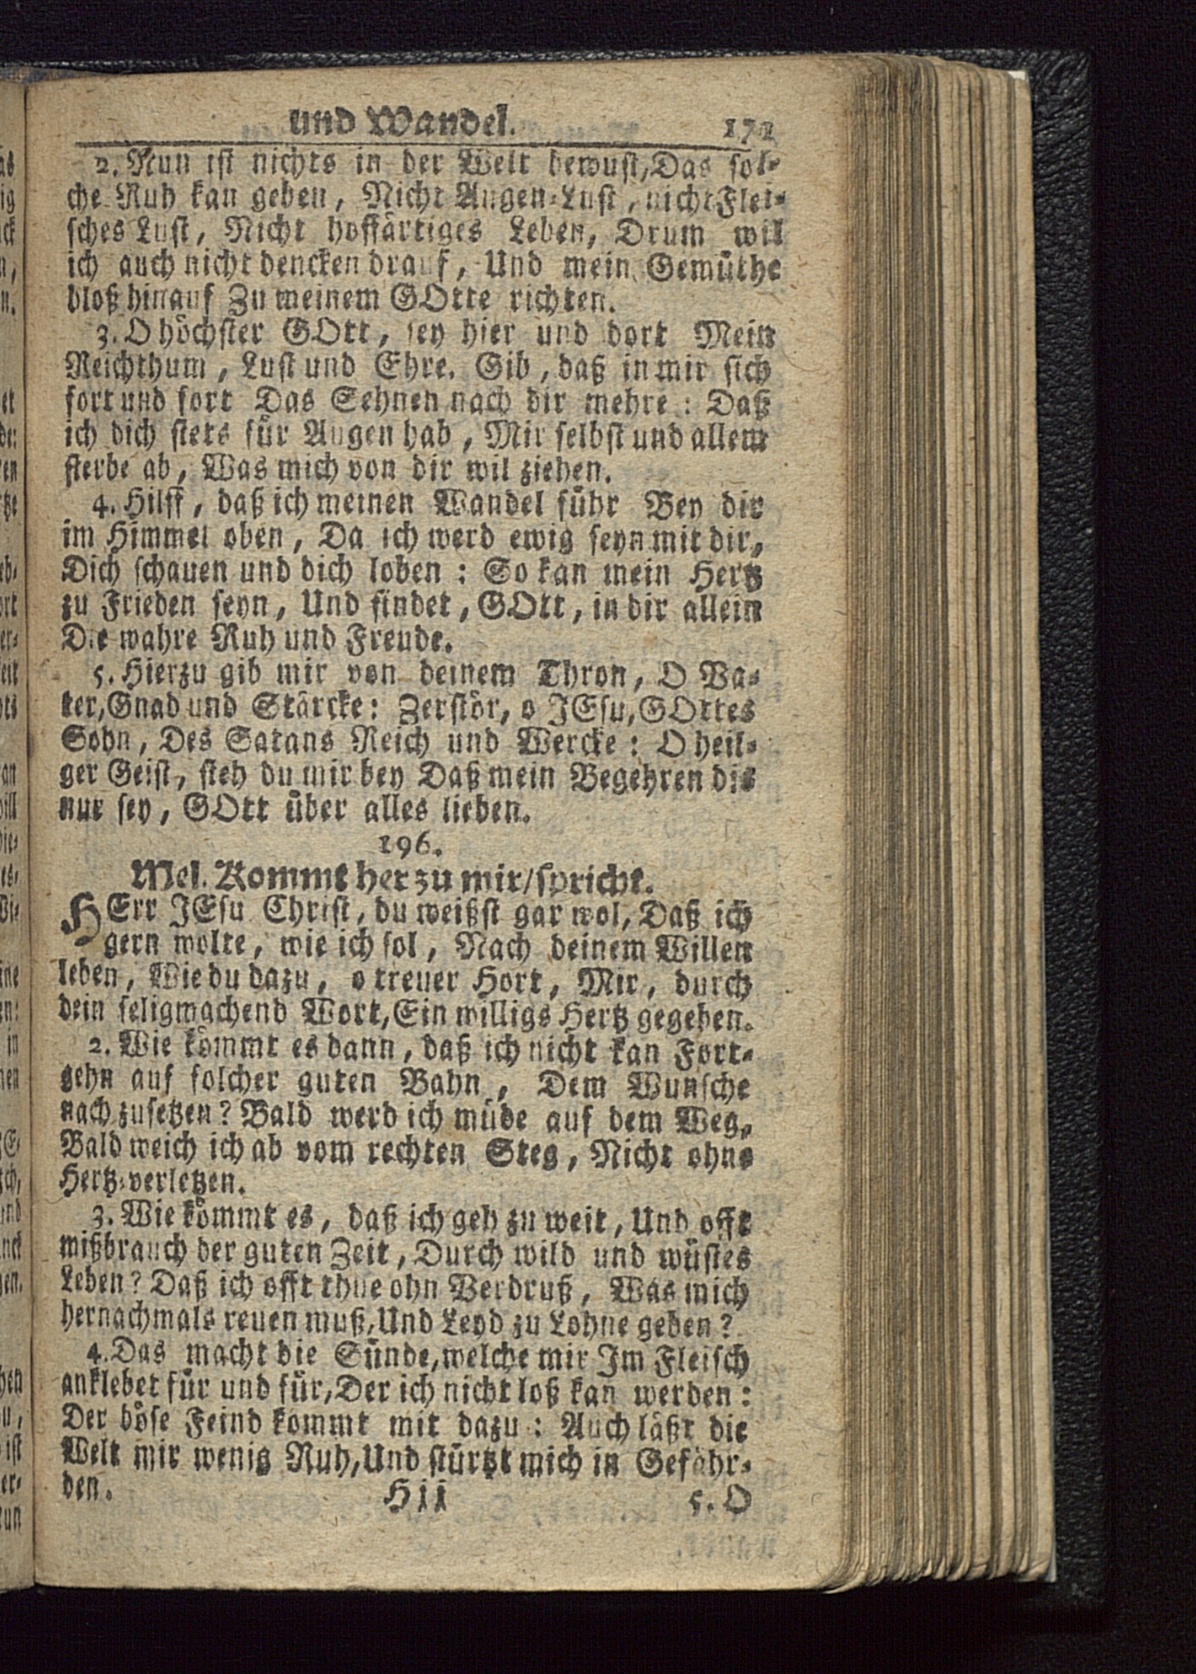 und Wandel. 171
2. Nun ist nichts in der Welt bewust, Das sol-
che Ruh kan geben, Nicht Augen-Lust, nicht Flei-
sches Lust, Nicht hoffärtiges Leben, Drum wil
ich auch nicht dencken drauf, Und mein Gemüthe
bloß hinauf Zu meinem GOtte richten.
3. O höchster GOtt, sey hier und dort Mein
Reichthum, Lust und Ehre. Gib, daß in mir sich
fort und fort Das Sehnen nach dir mehre: Daß
ich dich stets für Augen hab, Mir selbst und allem
sterbe ab, Was mich von dir wil ziehen.
4. Hilff, daß ich meinen Wandel führ Bey dir
im Himmel oben, Da ich werd ewig seyn mit dir,
Dich schauen und dich loben: So kan mein Hertz
zu Frieden seyn, Und findet, GOtt, in dir allein
Die wahre Ruh und Freude.
5. Hierzu gib mir von deinem Thron, O Va-
ter, Gnad und Stärcke: Zerstör, o JEsu, GOttes
Sohn, Des Satans Reich und Wercke: O heil-
ger Geist, steh du mir bey Daß mein Begehren dis
nur sey, GOtt über alles lieben.
196.
Mel. Kommt her zu mir/spricht.
HErr JEsu Christ, du weißst gar wol, Daß ich
gern wolte, wie ich sol, Nach deinem Willen
leben, Wie du dazu, o treuer Hort, Mir, durch
dein seligmachend Wort, Ein willigs Hertz gegeben.
2. Wie kömmt es dann, daß ich nicht kan Fort-
gehn auf solcher guten Bahn, Dem Wunsche
nach zusetzen? Bald werd ich müde auf dem Weg,
Bald weich ich ab vom rechten Steg, Nicht ohne
Hertz-verletzen.
3. Wie kömmt es, daß ich geh zu weit, Und offt
mißbrauch der guten Zeit, Durch wild und wüstes
Leben? Daß ich offt thue ohn Verdruß, Was mich
hernachmals reuen muß, Und Leyd zu Lohne geben?
4. Das macht die Sünde, welche mir Im Fleisch
anklebet für und für, Der ich nicht loß kan werden:
Der böse Feind kommt mit dazu: Auch läßt die
Welt mir wenig Ruh, Und stürtzt mich in Gefähr-
den. H ii 5. O